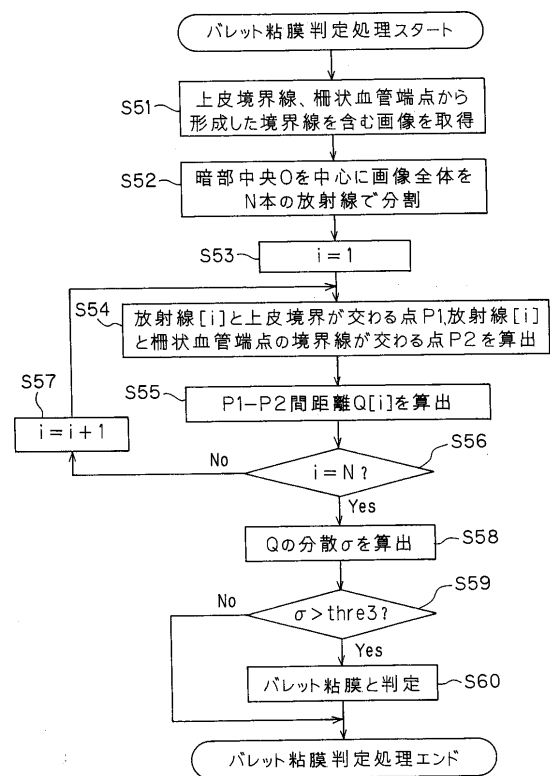 バレット粘膜判定処理スタート
S51
上皮境界線、柵状血管端点から
形成した境界線を含む画像を取得
S52
暗部中央Oを中心に画像全体を
N本の放射線で分割
S53
i=1
S54
放射線[i]と上皮境界が交わる点P1,放射線[i]
と柵状血管端点の境界線が交わる点P2を算出
S57
i=i+1
S55
P1-P2間距離Q[i]を算出
S56
i=N?
No
Yes
Qの分散σを算出
S58
S59
σ>thre3?
No
Yes
バレット粘膜と判定
S60
バレット粘膜判定処理エンド